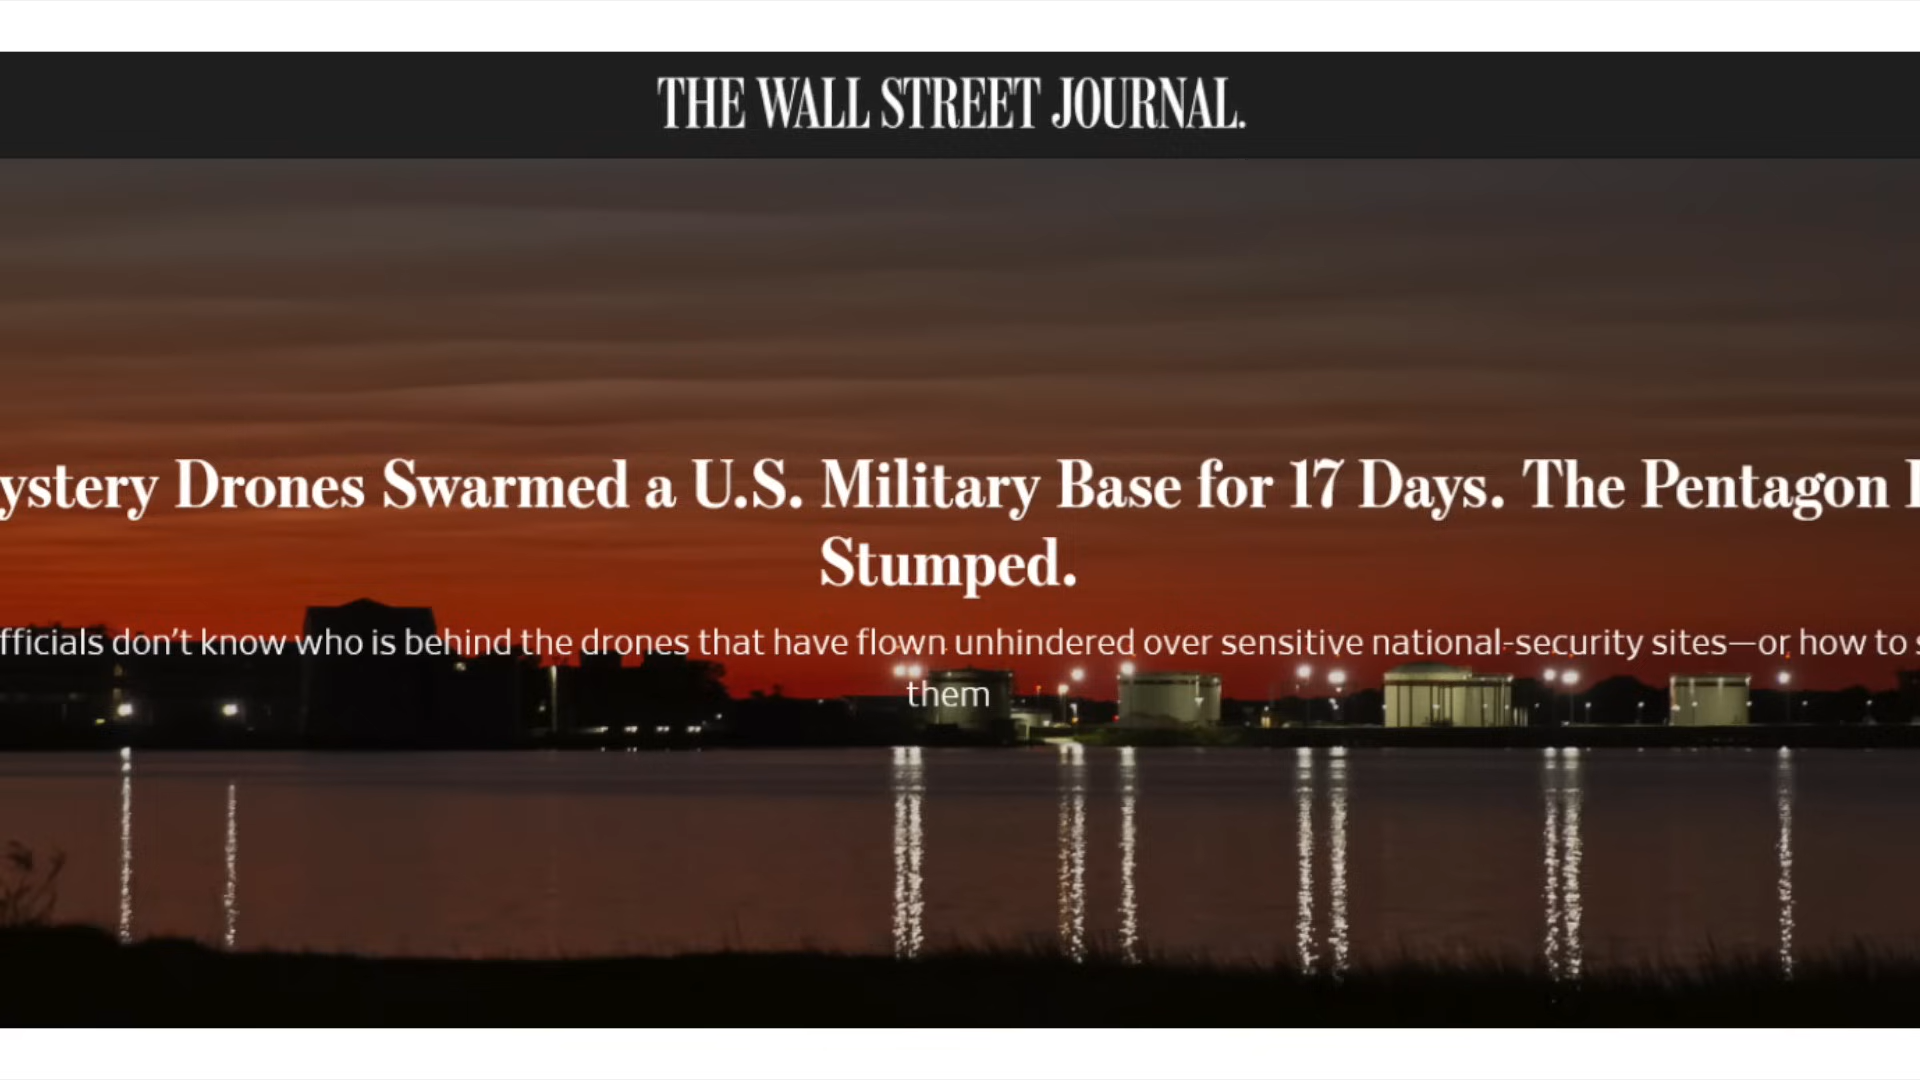 THE WALL STREET JOURNAL.
ystery Drones Swarmed a U.S. Military Base for 17 Days. The Pentagon
Stumped.
fficials don’t know who is behind the drones that have flown unhindered over sensitive national-security sites—or how to s
them